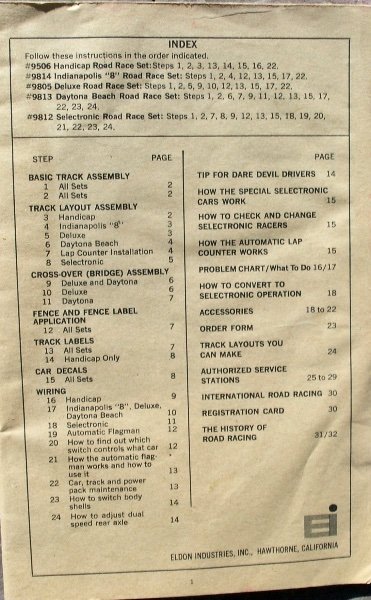 INDEX
Follow these instructions in the order indicated.
#9506 Handicap Road Race Set: Steps 1, 2, 3, 13, 14, 15, 16, 22.
#9814 Indianapolis "8" Road Race Set: Steps 1, 2, 4, 12, 13, 15, 17, 22.
#9805 Deluxe Road Race Set: Steps 1, 2, 5, 9, 10, 12, 13, 15, 17, 22.
#9813 Daytona Beach Road Race Set: Steps 1, 2, 6, 7, 9, 11, 12, 13, 15, 17,
22, 23, 24.
#9812 Selectronic Road Race Set: Steps 1, 2, 7, 8, 9, 12, 13, 15, 18, 19, 20,
21, 22, 23, 24.
STEP PAGE
BASIC TRACK ASSEMBLY
1 All Sets 2
2 All Sets 2
TRACK LAYOUT ASSEMBLY
3 Handicap 2
4 Indianapolis "8" 3
5 Deluxe 3
6 Daytona Beach 4
7 Lap Counter Installation 4
8 Selectronic 5
CROSS-OVER (BRIDGE) ASSEMBLY
9 Deluxe and Daytona 6
10 Deluxe 6
11 Daytona 7
FENCE AND FENCE LABEL
APPLICATION
12 All Sets 7
TRACK LABELS
13 All Sets 7
14 Handicap Only 8
CAR DECALS
15 All Sets 8
WIRING
16 Handicap 9
17 Indianapolis "8", Deluxe,
Daytona Beach 10
18 Selectronic 11
19 Automatic Flagman 12
20 How to find out which
switch controls what car 12
21 How the automatic flag-
man works and how to
use it 13
22 Car, track and power
pack maintenance 13
23 How to switch body
shells 14
24 How to adjust dual
speed rear axle 14
PAGE
TIP FOR DARE DEVIL DRIVERS 14
HOW THE SPECIAL SELECTRONIC
CARS WORK 15
HOW TO CHECK AND CHANGE
SELECTRONIC RACERS 15
HOW THE AUTOMATIC LAP
COUNTER WORKS 15
PROBLEM CHART/What To Do 16/17
HOW TO CONVERT TO
SELECTRONIC OPERATION 18
ACCESSORIES 18 to 22
ORDER FORM 23
TRACK LAYOUTS YOU
CAN MAKE 24
AUTHORIZED SERVICE
STATIONS 25 to 29
INTERNATIONAL ROAD RACING 30
REGISTRATION CARD 30
THE HISTORY OF
ROAD RACING 31/32
Ei
ELDON INDUSTRIES, INC., HAWTHORNE, CALIFORNIA
1